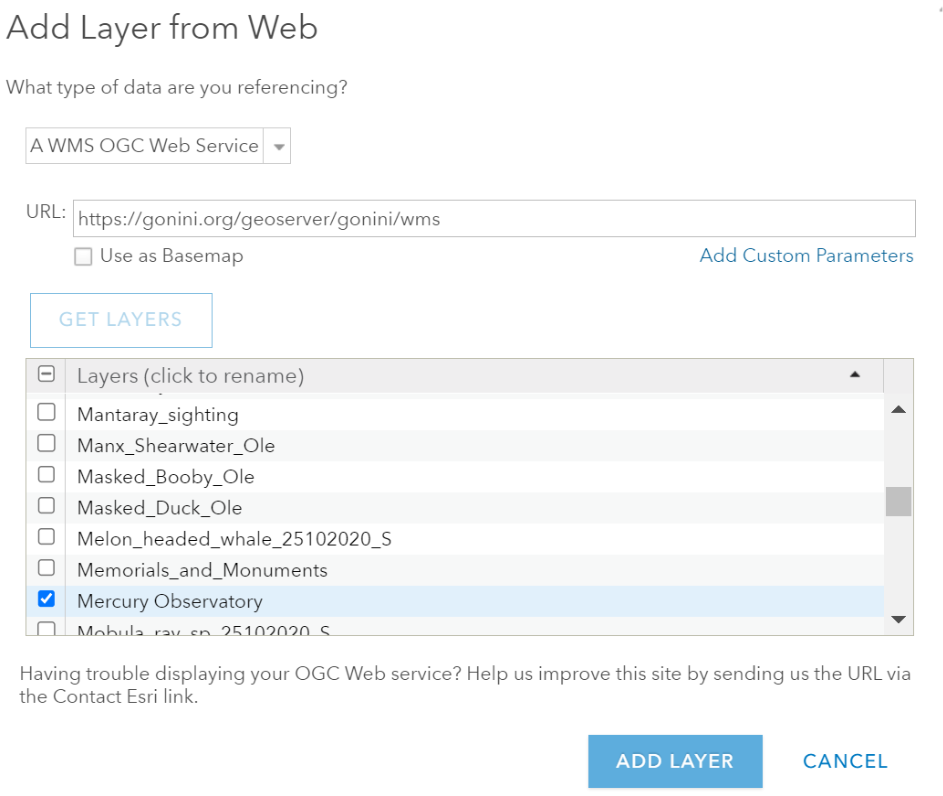 Add Layer from Web
What type of data are you referencing?
A WMS OGC Web Service
URL: https://gonini.org/geoserver/gonini/wms
Use as Basemap Add Custom Parameters
GET LAYERS
Layers (click to rename)
Mantaray_sighting
Manx_Shearwater_Ole
Masked_Booby_Ole
Masked_Duck_Ole
Melon_headed_whale_25102020_S
Memorials_and_Monuments
Mercury Observatory
Mobula_ray_sp_25102020_S
Having trouble displaying your OGC Web service? Help us improve this site by sending us the URL via
the Contact Esri link.
ADD LAYER CANCEL